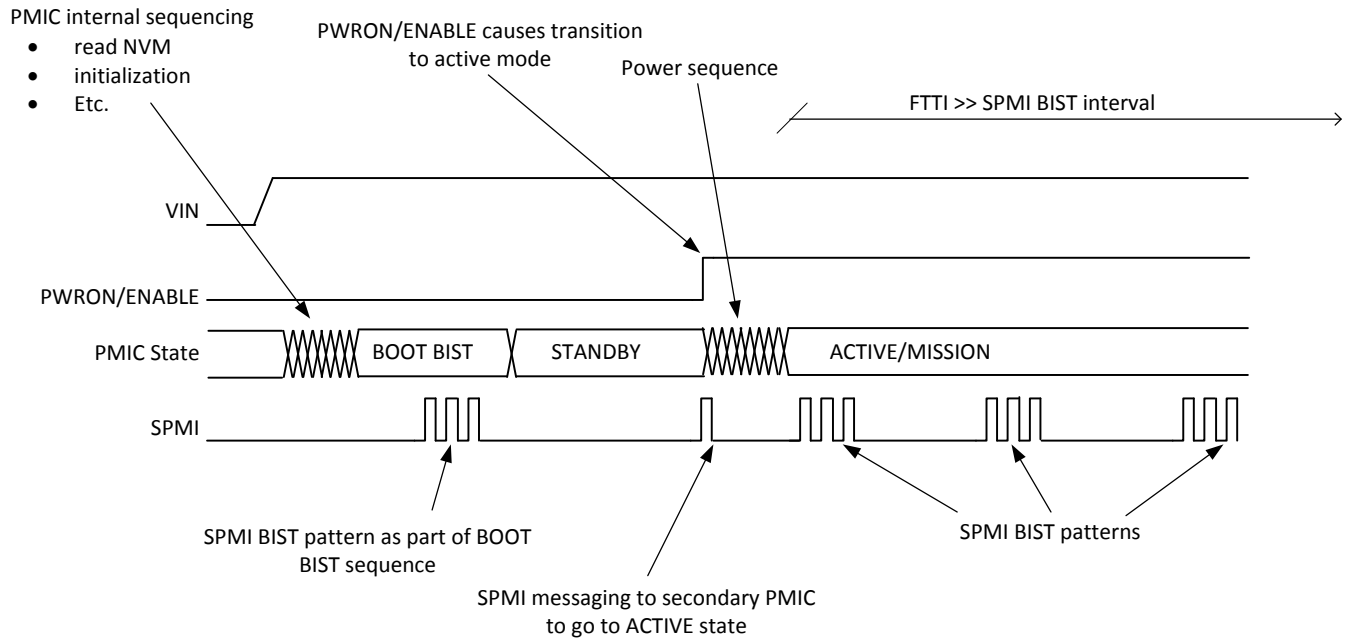 PMIC internal sequencing
• read NVM
• initialization
• Etc.
PWRON/ENABLE causes transition
to active mode
Power sequence
FTTI >> SPMI BIST interval
VIN
PWRON/ENABLE
PMIC State
BOOT BIST
STANDBY
ACTIVE/MISSION
SPMI
SPMI BIST pattern as part of BOOT
BIST sequence
SPMI messaging to secondary PMIC
to go to ACTIVE state
SPMI BIST patterns